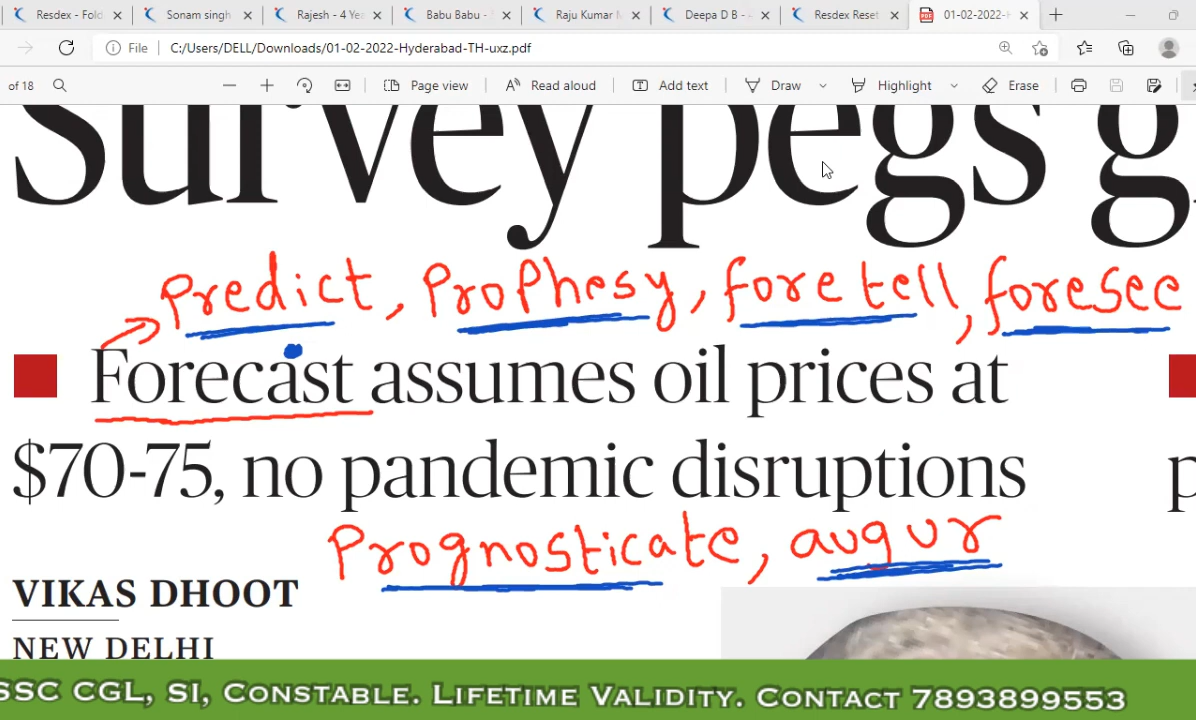 Resdex - Fold Sonam singh Rajesh - 4 Yea Babu Babu - Raju Kumar M Deepa D B - Resdex Reset 01-02-2022-H
File C:/Users/DELL/Downloads/01-02-2022-Hyderabad-TH-uxz.pdf
of 18 Page view Read aloud Add text Draw Highlight Erase
Survey pegs g
Predict, Prophesy, foretell, foresee
Forecast assumes oil prices at
$70-75, no pandemic disruptions
Prognosticate, augur
VIKAS DHOOT
NEW DELHI
SSC CGL, SI, CONSTABLE. LIFETIME VALIDITY. CONTACT 7893899553